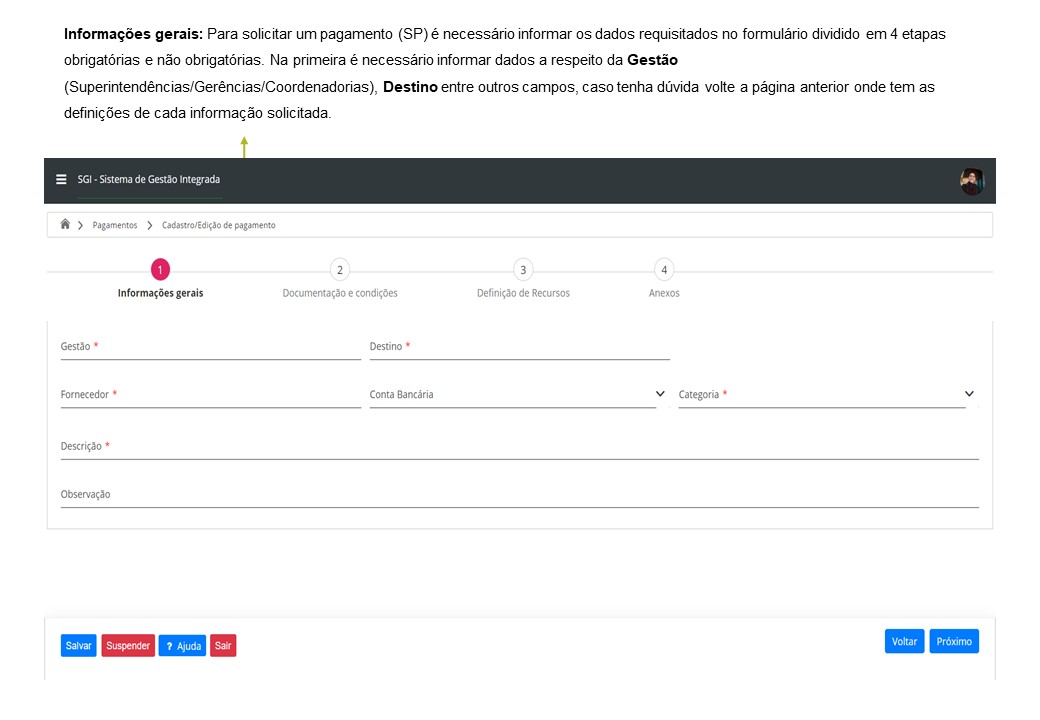 Informações gerais: Para solicitar um pagamento (SP) é necessário informar os dados requisitados no formulário dividido em 4 etapas
obrigatórias e não obrigatórias. Na primeira é necessário informar dados a respeito da Gestão
(Superintendências/Gerências/Coordenadorias), Destino entre outros campos, caso tenha dúvida volte a página anterior onde tem as
definições de cada informação solicitada.
SGI - Sistema de Gestão Integrada
Pagamentos Cadastro/Edição de pagamento
1 2 3 4
Informações gerais Documentação e condições Definição de Recursos Anexos
Gestão * Destino *
Fornecedor * Conta Bancária Categoria *
Descrição *
Observação
Salvar Suspender ? Ajuda Sair Voltar Próximo